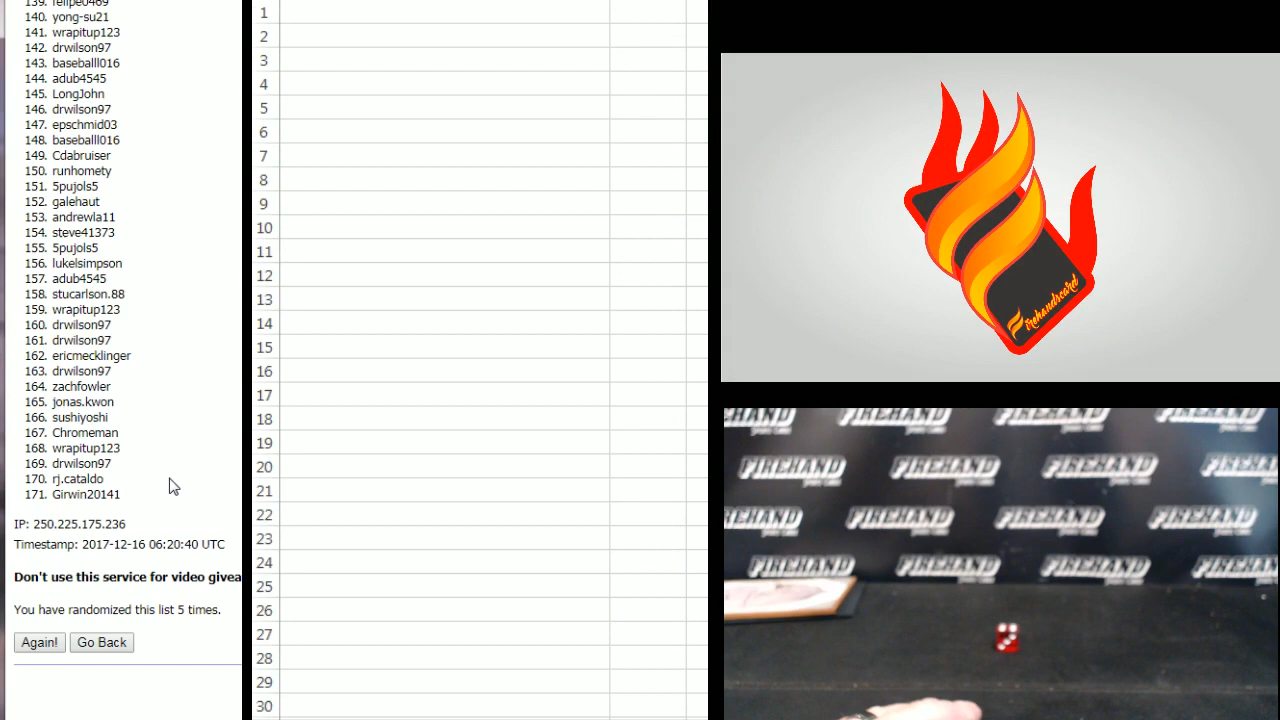 139. felipe0469
140. yong-su21
141. wrapitup123
142. drwilson97
143. baseballl016
144. adub4545
145. LongJohn
146. drwilson97
147. epschmid03
148. baseballl016
149. Cdabruiser
150. runhomety
151. 5pujols5
152. galehaut
153. andrewla11
154. steve41373
155. 5pujols5
156. lukelsimpson
157. adub4545
158. stucarlson.88
159. wrapitup123
160. drwilson97
161. drwilson97
162. ericmecklinger
163. drwilson97
164. zachfowler
165. jonas.kwon
166. sushiyoshi
167. Chromeman
168. wrapitup123
169. drwilson97
170. rj.cataldo
171. Girwin20141
IP: 250.225.175.236
Timestamp: 2017-12-16 06:20:40 UTC
Don't use this service for video givea
You have randomized this list 5 times.
Again! Go Back
1
2
3
4
5
6
7
8
9
10
11
12
13
14
15
16
17
18
19
20
21
22
23
24
25
26
27
28
29
30
Firehandscard
FIREHAND FIREHAND FIREHAND
FIREHAND FIREHAND FIREHAND FIREHAND
FIREHAND FIREHAND FIREHAND
FIREHAND FIREHAND FIREHAND